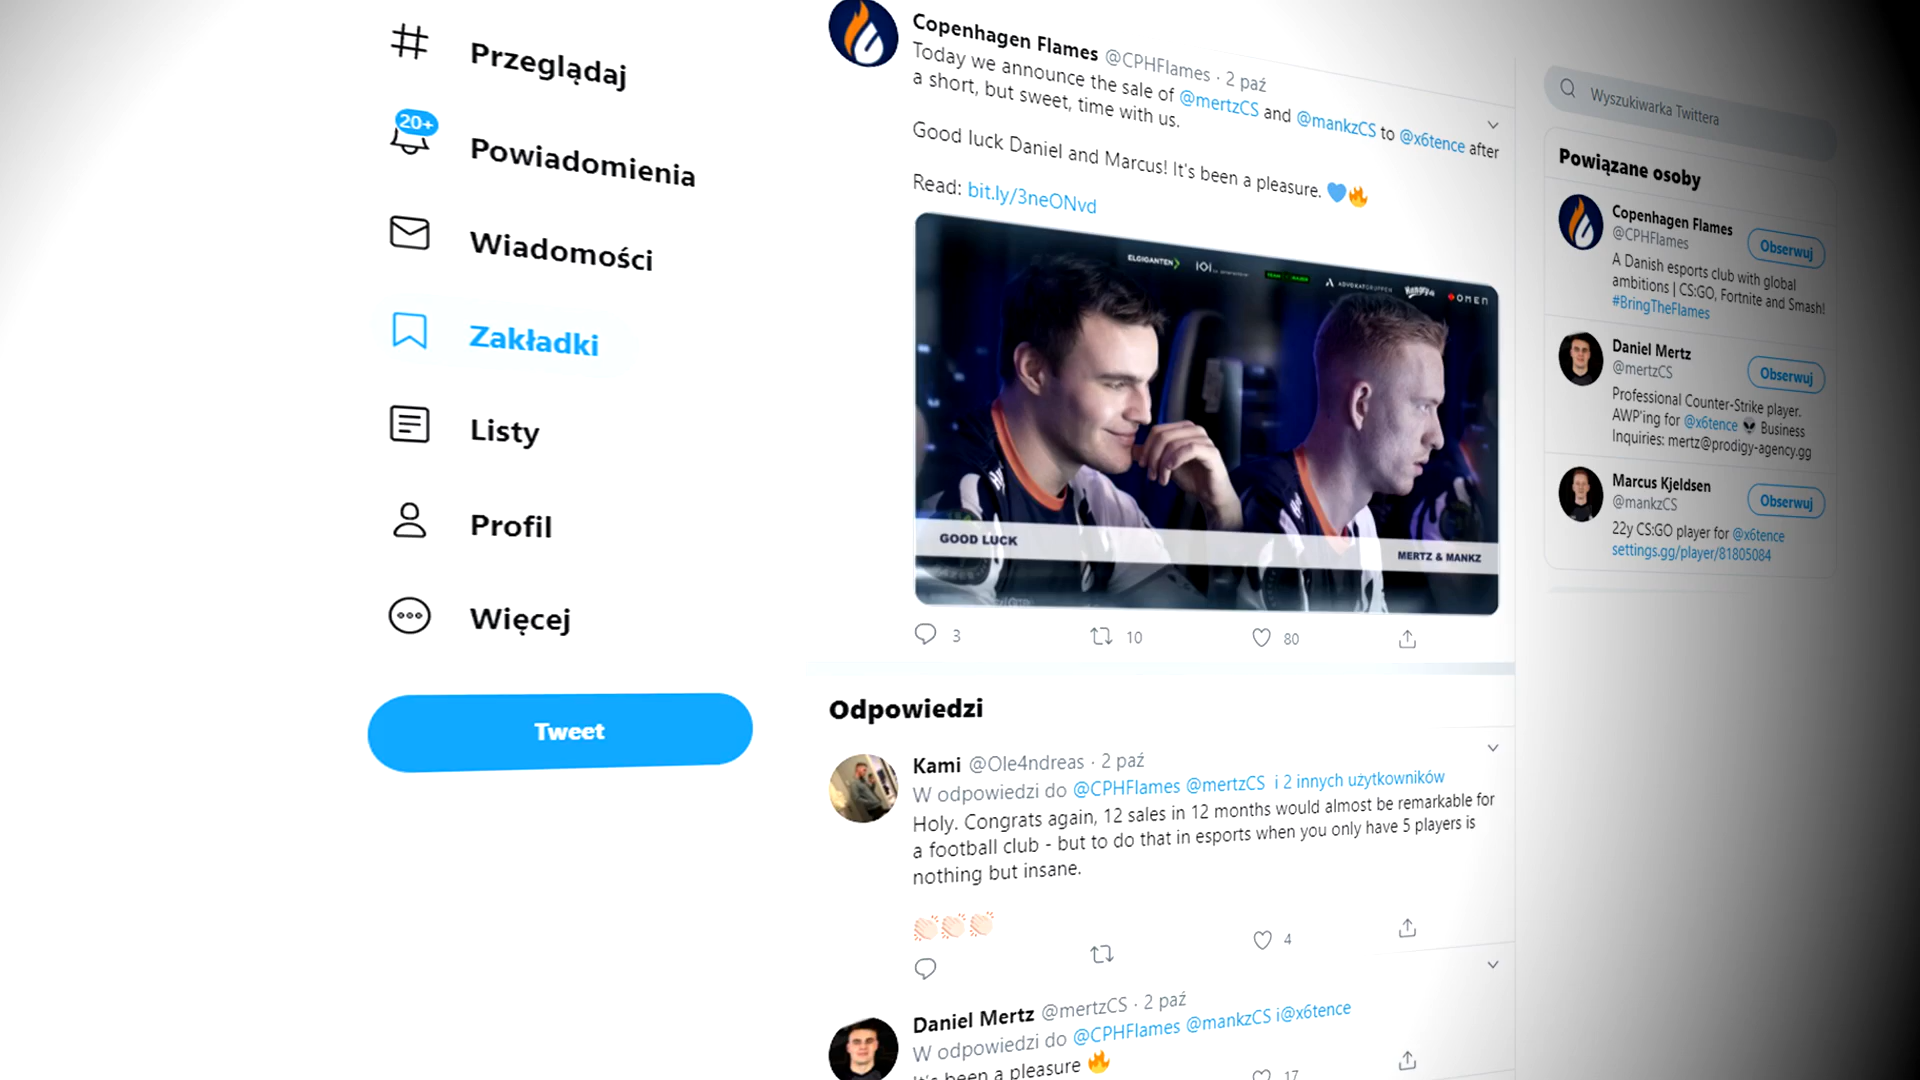 Przeglądaj
20+
Powiadomienia
Wiadomości
Zakładki
Listy
Profil
Więcej
Tweet
Copenhagen Flames @CPHFlames · 2 paź
Today we announce the sale of @mertzCS and @mankzCS to @x6tence after
a short, but sweet, time with us.
Good luck Daniel and Marcus! It's been a pleasure. 💙🔥
Read: bit.ly/3neONvd
ELGIGANTEN
ADVOKATGRUPPEN
OMEN
GOOD LUCK
MERTZ & MANKZ
3 10 80
Odpowiedzi
Kami @Ole4ndreas · 2 paź
W odpowiedzi do @CPHFlames @mertzCS i 2 innych użytkowników
Holy. Congrats again, 12 sales in 12 months would almost be remarkable for
a football club - but to do that in esports when you only have 5 players is
nothing but insane.
👏🏻👏🏻👏🏻
4
Daniel Mertz @mertzCS · 2 paź
W odpowiedzi do @CPHFlames @mankzCS i@x6tence
It's been a pleasure 🔥
17
Wyszukiwarka Twittera
Powiązane osoby
Copenhagen Flames
@CPHFlames
Obserwuj
A Danish esports club with global
ambitions | CS:GO, Fortnite and Smash!
#BringTheFlames
Daniel Mertz
@mertzCS
Obserwuj
Professional Counter-Strike player.
AWP'ing for @x6tence 👽 Business
Inquiries: mertz@prodigy-agency.gg
Marcus Kjeldsen
@mankzCS
Obserwuj
22y CS:GO player for @x6tence
settings.gg/player/81805084